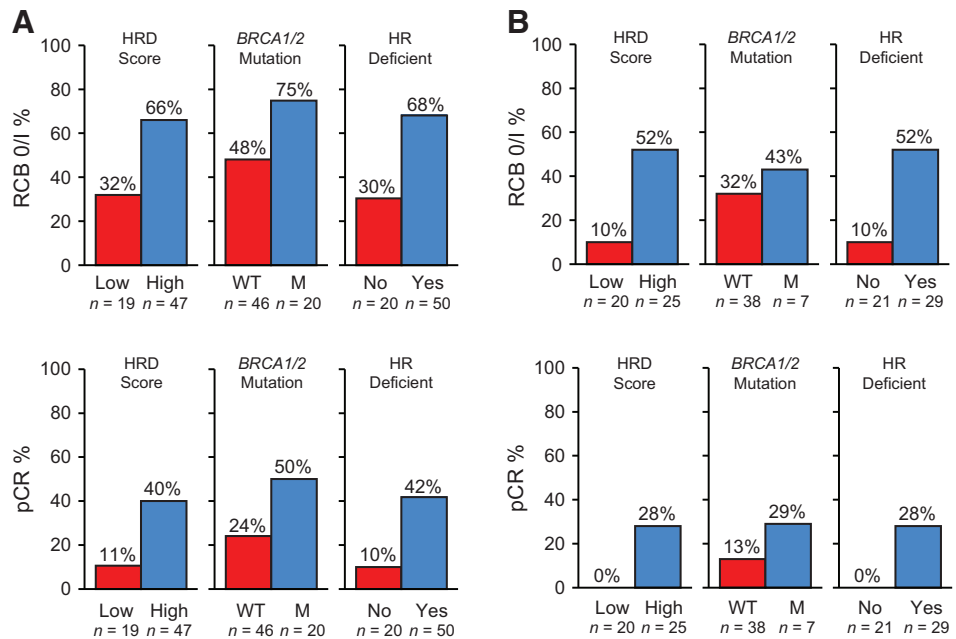 A
HRD
Score
BRCA1/2
Mutation
HR
Deficient
RCB 0/I %
100
80
60
40
20
0
32%
66%
48%
75%
30%
68%
Low High WT M No Yes
n = 19 n = 47 n = 46 n = 20 n = 20 n = 50
HRD
Score
BRCA1/2
Mutation
HR
Deficient
pCR %
100
80
60
40
20
0
11%
40%
24%
50%
10%
42%
Low High WT M No Yes
n = 19 n = 47 n = 46 n = 20 n = 20 n = 50
B
HRD
Score
BRCA1/2
Mutation
HR
Deficient
RCB 0/I %
100
80
60
40
20
0
10%
52%
32%
43%
10%
52%
Low High WT M No Yes
n = 20 n = 25 n = 38 n = 7 n = 21 n = 29
HRD
Score
BRCA1/2
Mutation
HR
Deficient
pCR %
100
80
60
40
20
0
0%
28%
13%
29%
0%
28%
Low High WT M No Yes
n = 20 n = 25 n = 38 n = 7 n = 21 n = 29